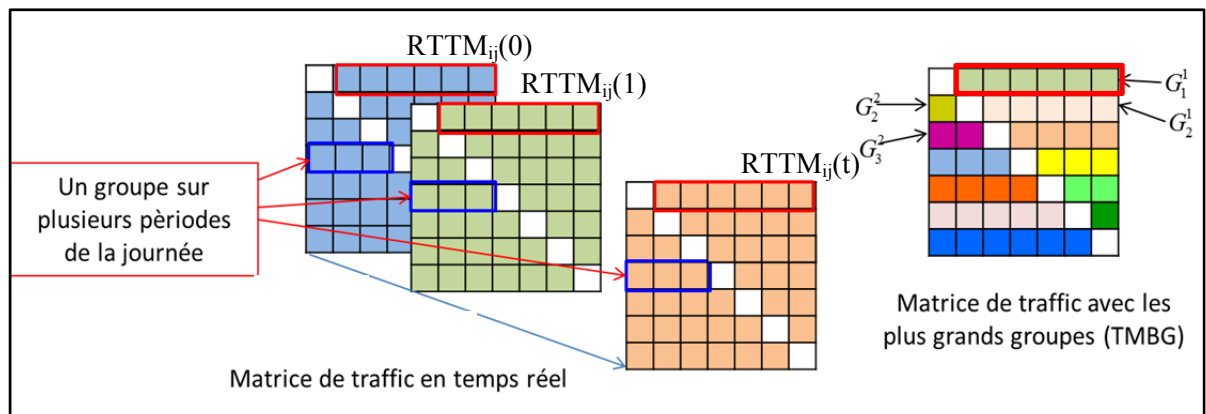 RTTMij(0)
RTTMij(1)
RTTMij(t)
Un groupe sur
plusieurs pèriodes
de la journée
Matrice de traffic en temps réel
G₁¹
G₂²
G₂¹
G₃²
Matrice de traffic avec les
plus grands groupes (TMBG)